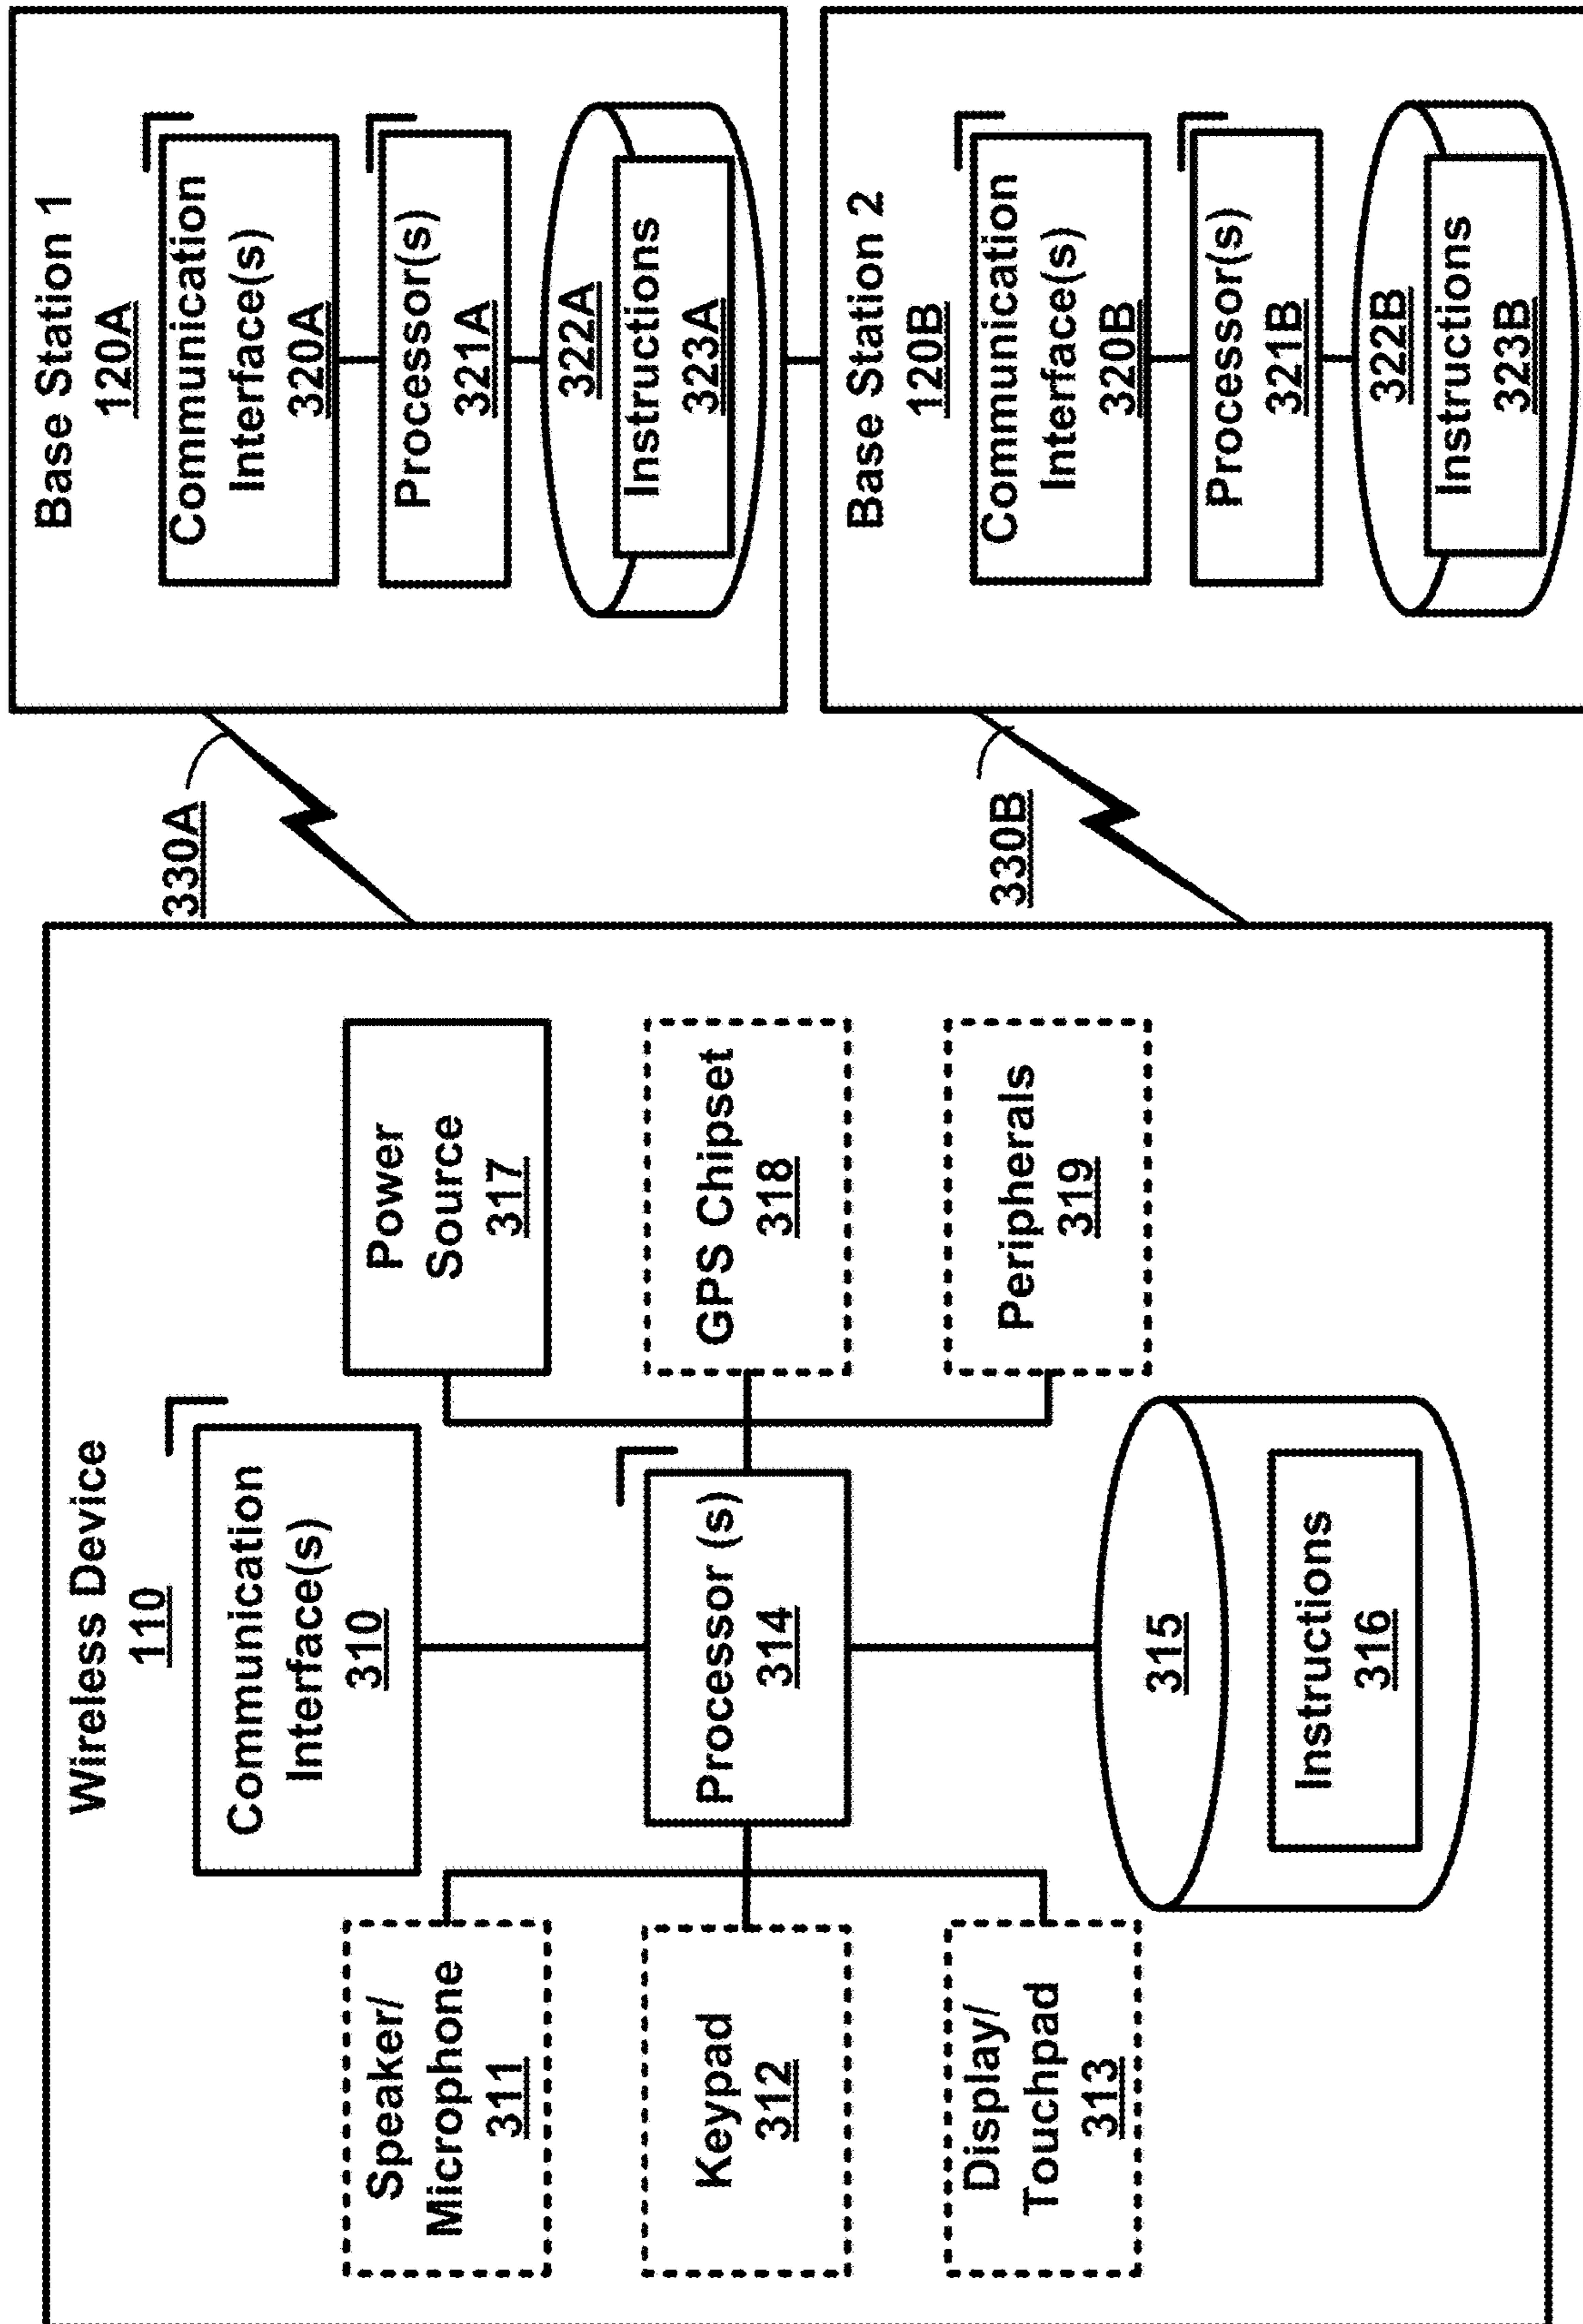 Wireless Device
110
Communication
Interface(s)
310
Speaker/
Microphone
311
Keypad
312
Display/
Touchpad
313
Processor (s)
314
315
Instructions
316
Power
Source
317
GPS Chipset
318
Peripherals
319
330A
330B
Base Station 1
120A
Communication
Interface(s)
320A
Processor(s)
321A
322A
Instructions
323A
Base Station 2
120B
Communication
Interface(s)
320B
Processor(s)
321B
322B
Instructions
323B